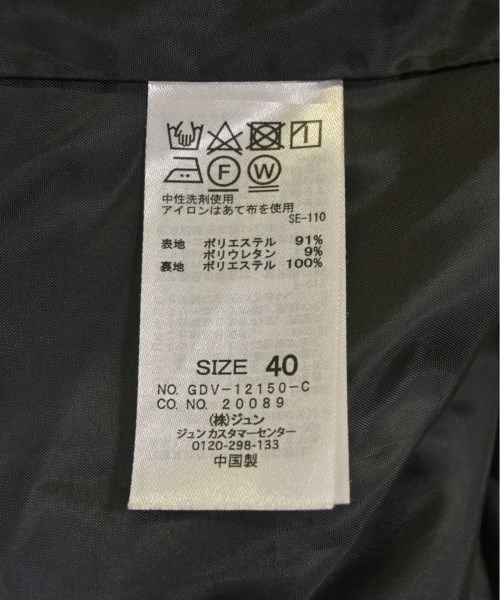 F W
中性洗剤使用
アイロンはあて布を使用
SE-110
表地 ポリエステル 91%
ポリウレタン 9%
裏地 ポリエステル 100%
SIZE 40
NO. GDV-12150-C
CO. NO. 20089
(株)ジュン
ジュンカスタマーセンター
0120-298-133
中国製